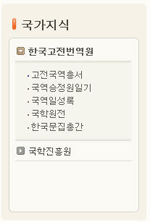 국가지식
한국고전번역원
· 고전국역총서
· 국역승정원일기
· 국역일성록
· 국학원전
· 한국문집총간
국학진흥원